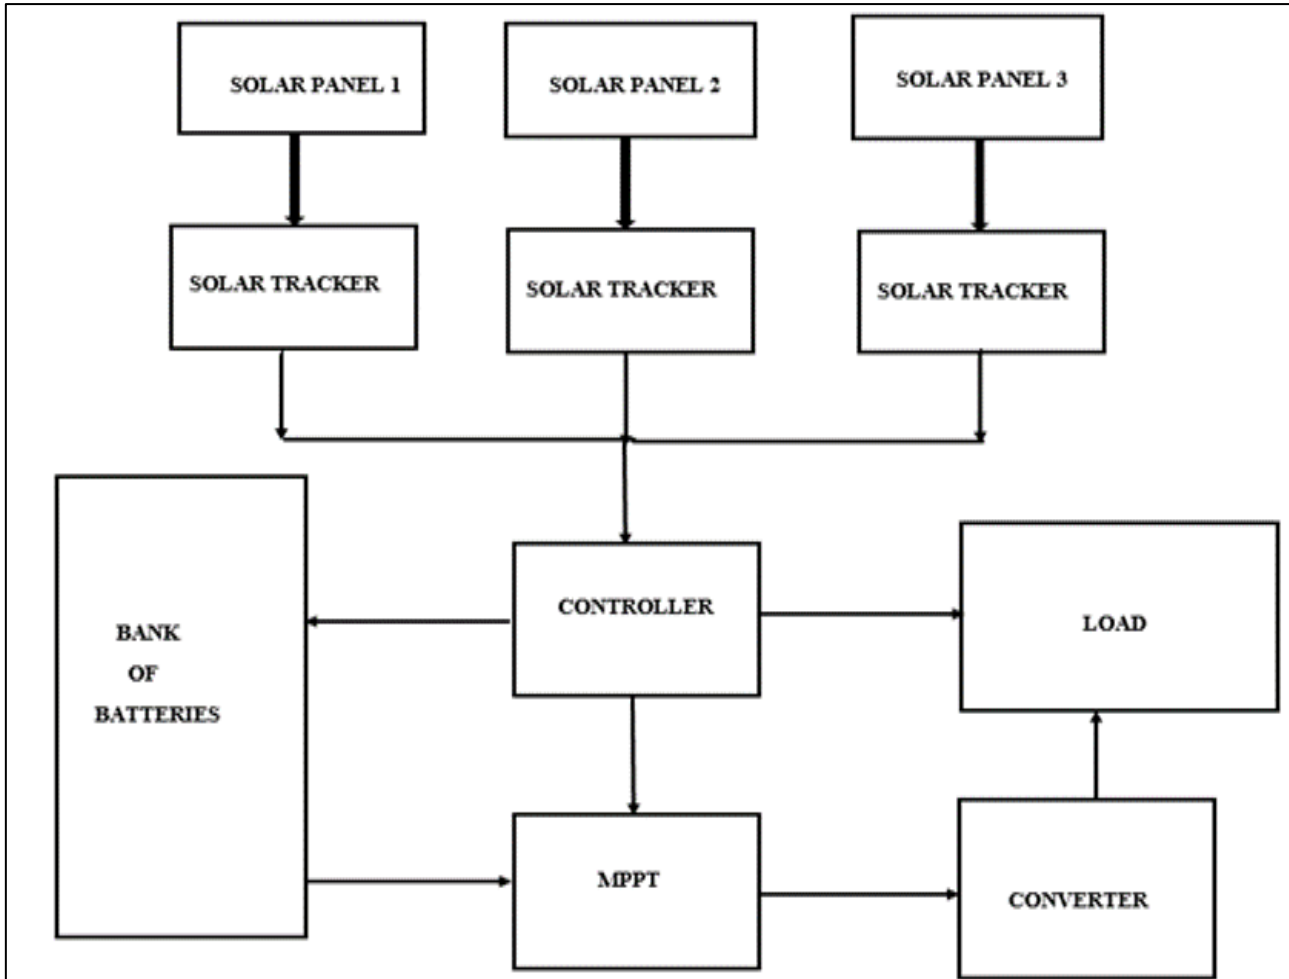 SOLAR PANEL 1
SOLAR PANEL 2
SOLAR PANEL 3
SOLAR TRACKER
SOLAR TRACKER
SOLAR TRACKER
CONTROLLER
LOAD
BANK
OF
BATTERIES
MPPT
CONVERTER